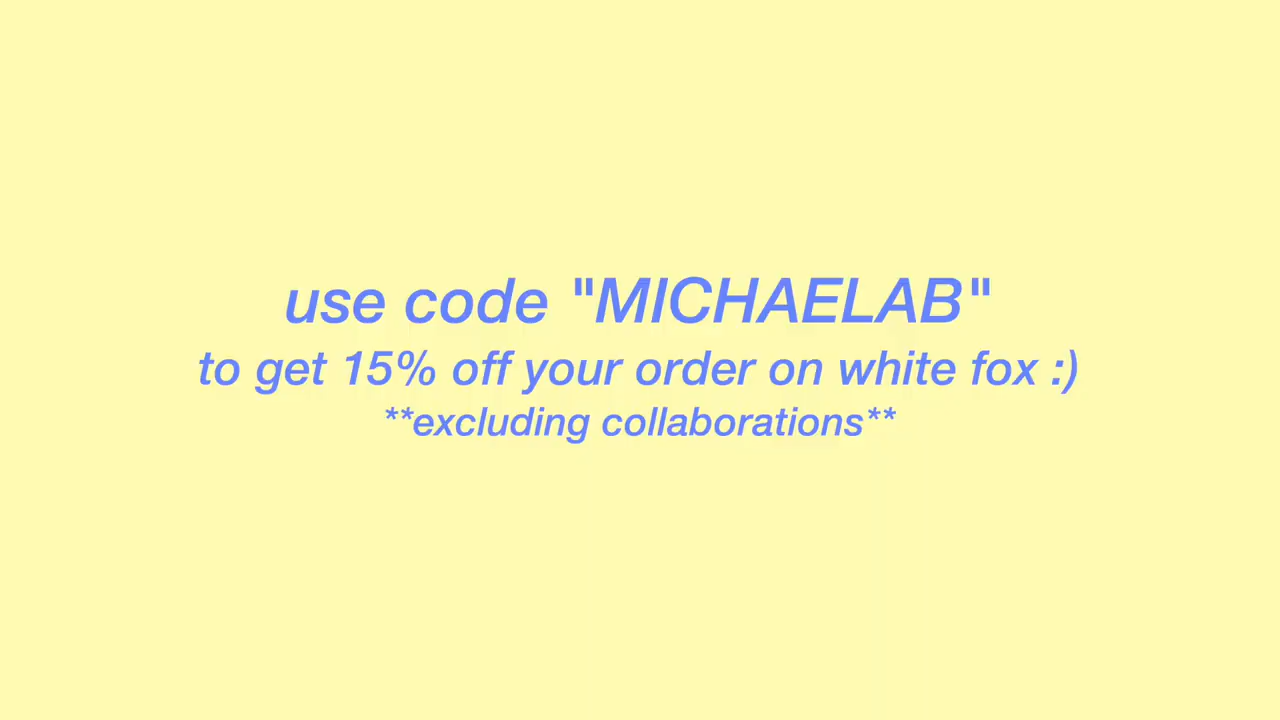 use code "MICHAELAB"
to get 15% off your order on white fox :)
**excluding collaborations**